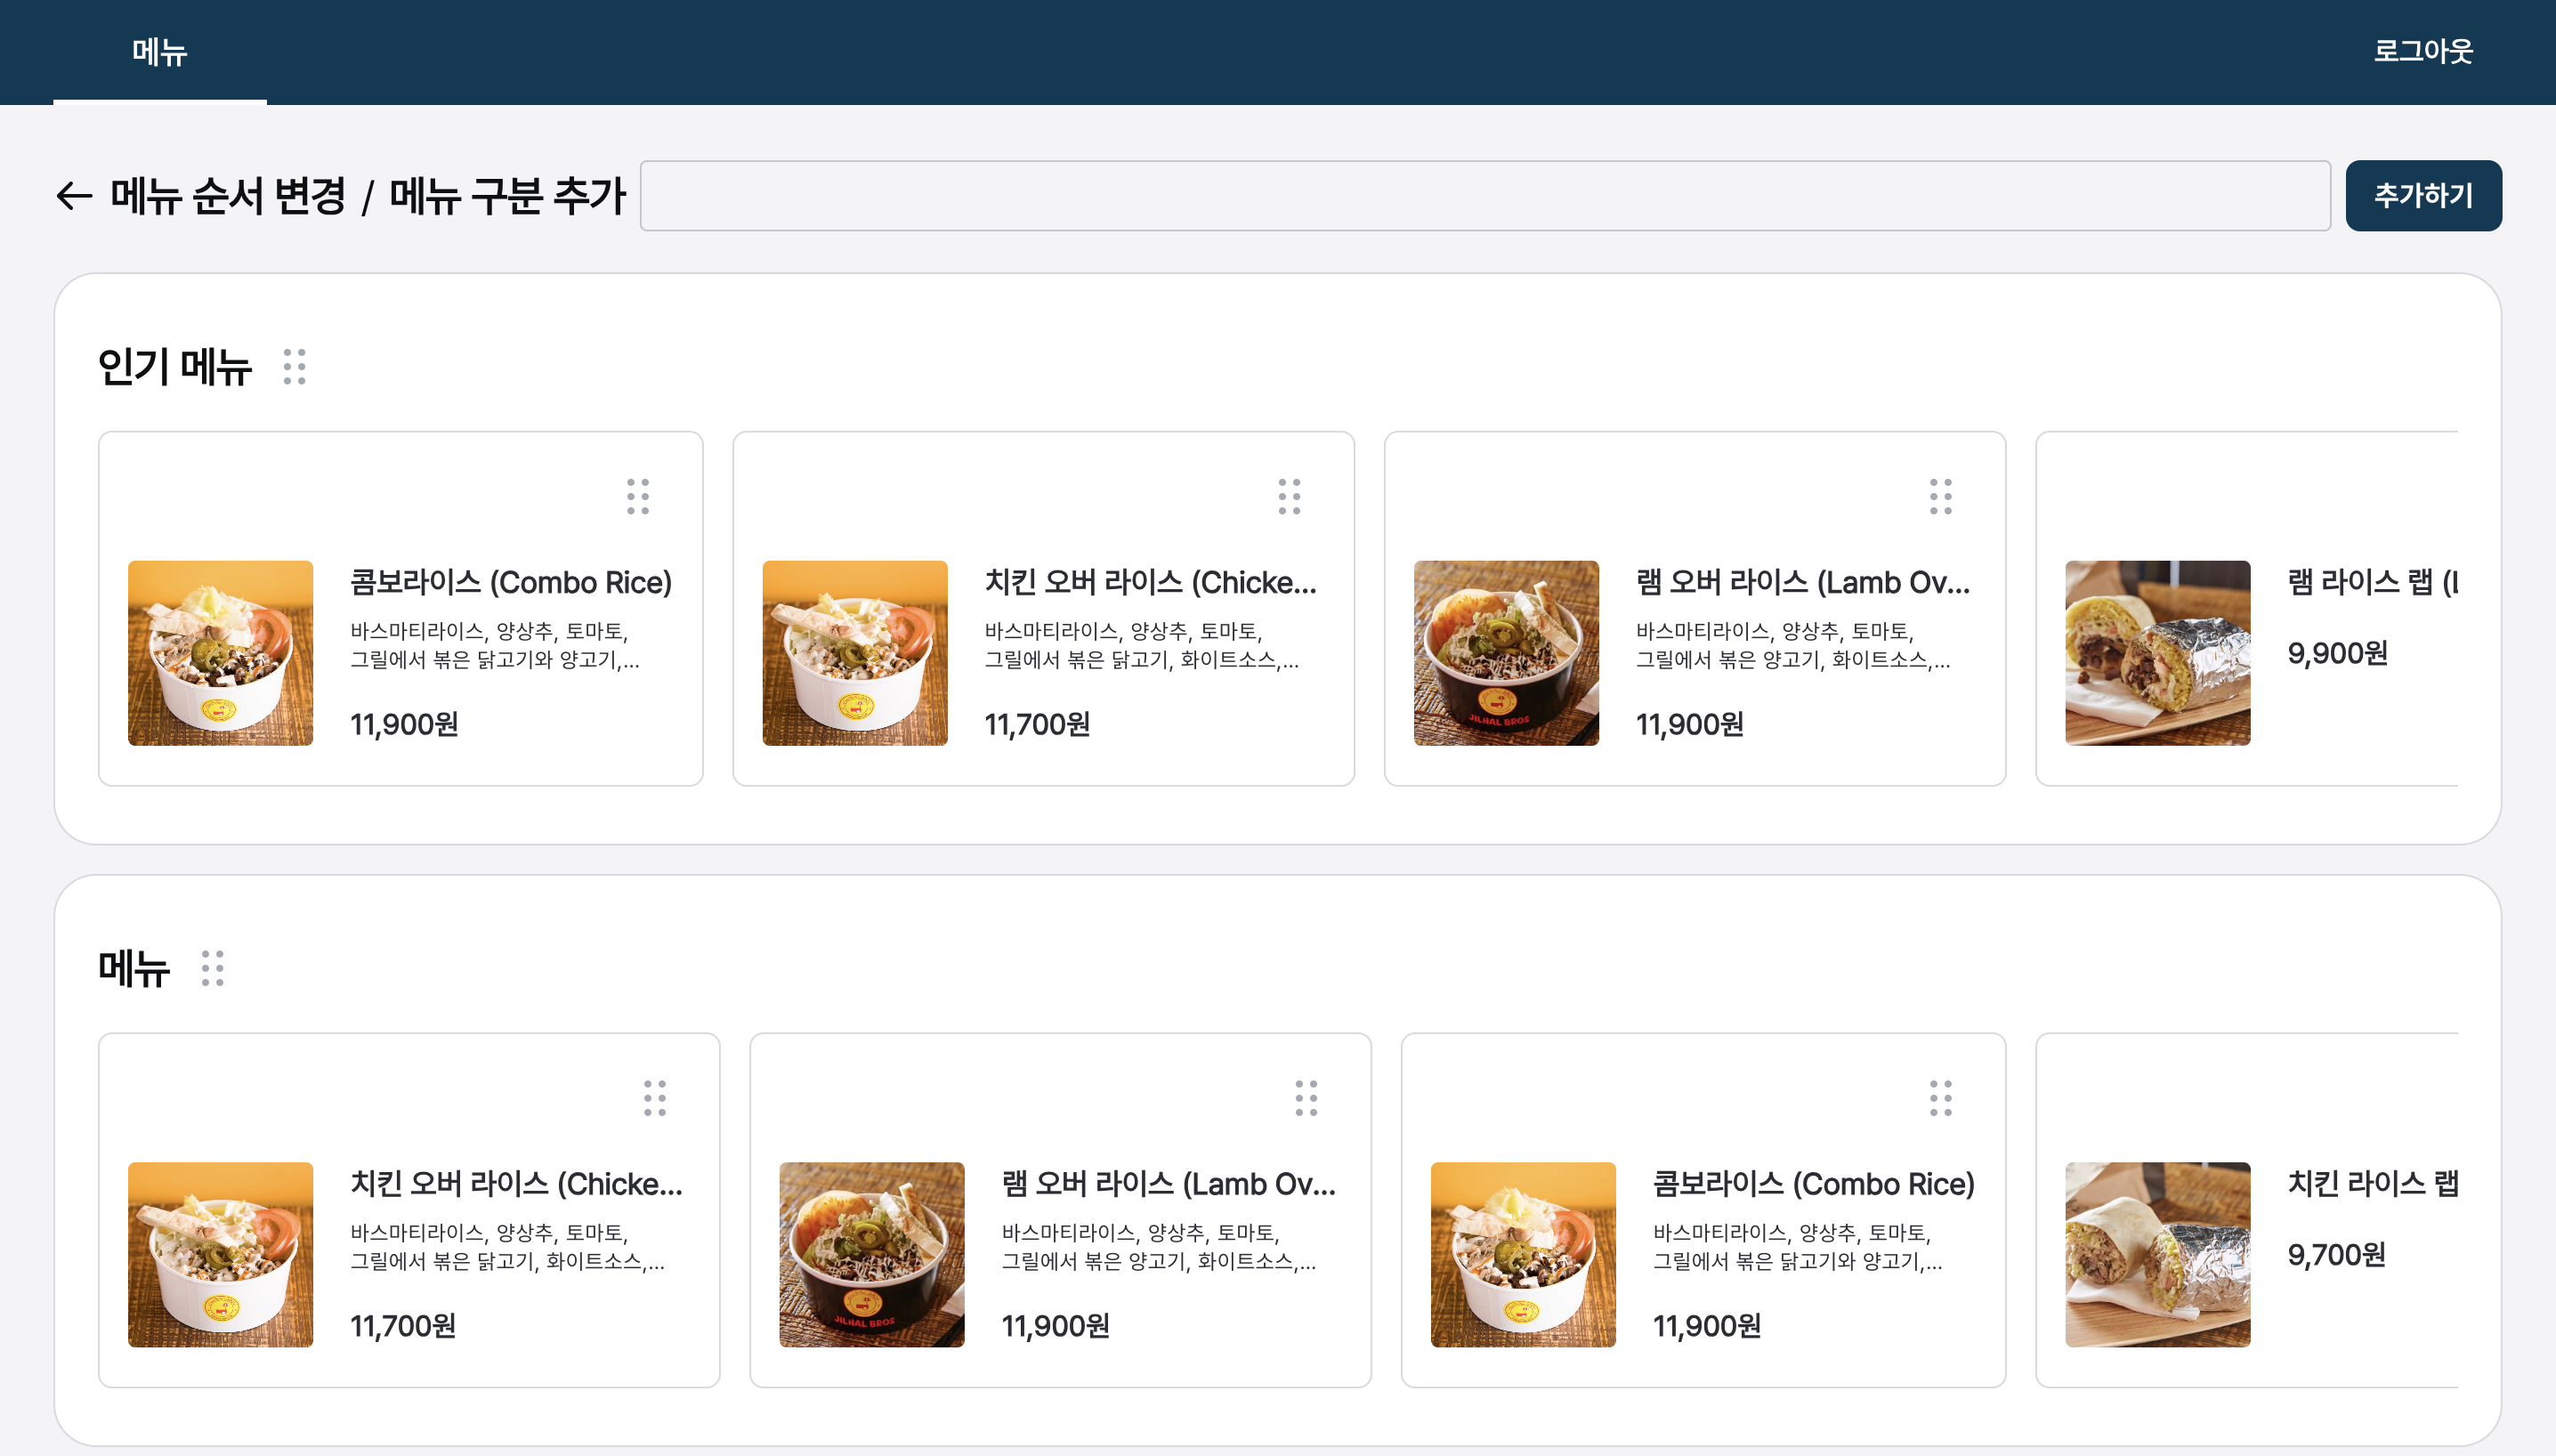 메뉴
로그아웃
메뉴 순서 변경 / 메뉴 구분 추가
추가하기
인기 메뉴
콤보라이스 (Combo Rice)
바스마티라이스, 양상추, 토마토,
그릴에서 볶은 닭고기와 양고기,...
11,900원
치킨 오버 라이스 (Chicke...
바스마티라이스, 양상추, 토마토,
그릴에서 볶은 닭고기, 화이트소스,...
11,700원
JILHAL BROS
램 오버 라이스 (Lamb Ov...
바스마티라이스, 양상추, 토마토,
그릴에서 볶은 양고기, 화이트소스,...
11,900원
램 라이스 랩 (
9,900원
메뉴
치킨 오버 라이스 (Chicke...
바스마티라이스, 양상추, 토마토,
그릴에서 볶은 닭고기, 화이트소스,...
11,700원
JILHAL BROS
램 오버 라이스 (Lamb Ov...
바스마티라이스, 양상추, 토마토,
그릴에서 볶은 양고기, 화이트소스,...
11,900원
콤보라이스 (Combo Rice)
바스마티라이스, 양상추, 토마토,
그릴에서 볶은 닭고기와 양고기,...
11,900원
치킨 라이스 랩
9,700원